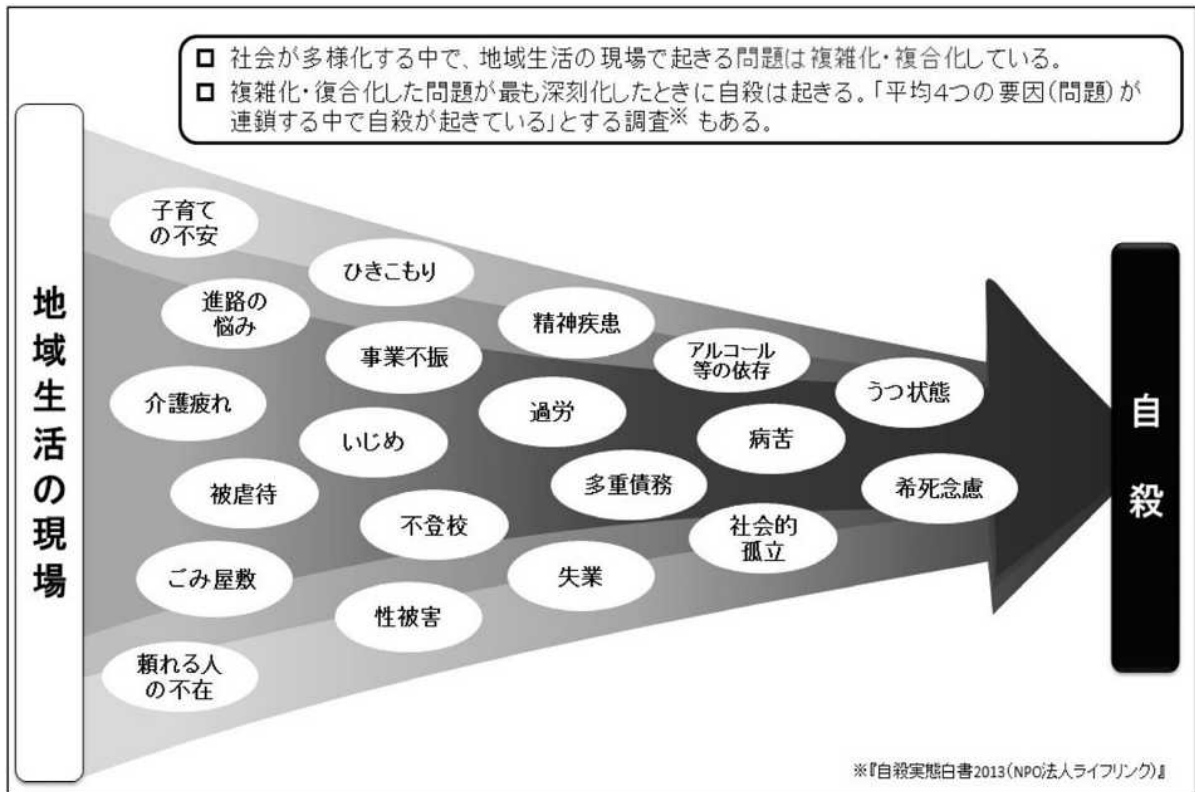 □ 社会が多様化する中で、地域生活の現場で起きる問題は複雑化・複合化している。
□ 複雑化・復合化した問題が最も深刻化したときに自殺は起きる。「平均4つの要因(問題)が
連鎖する中で自殺が起きている」とする調査※ もある。
地域生活の現場
子育て
の不安
ひきこもり
進路の
悩み
精神疾患
事業不振
アルコール
等の依存
うつ状態
介護疲れ
過労
いじめ
病苦
被虐待
多重債務
希死念慮
不登校
社会的
孤立
ごみ屋敷
失業
性被害
頼れる人
の不在
自殺
※『自殺実態白書2013(NPO法人ライフリンク)』